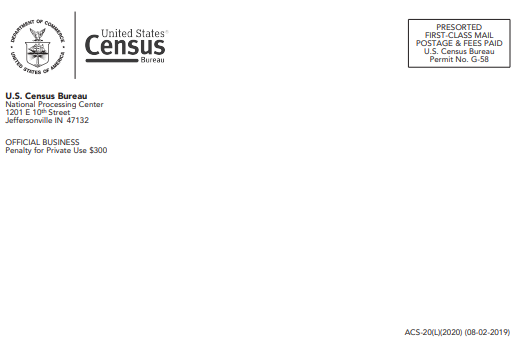 DEPARTMENT OF COMMERCE
UNITED STATES OF AMERICA
United States®
Census
Bureau
PRESORTED
FIRST-CLASS MAIL
POSTAGE & FEES PAID
U.S. Census Bureau
Permit No. G-58
U.S. Census Bureau
National Processing Center
1201 E 10th Street
Jeffersonville IN 47132
OFFICIAL BUSINESS
Penalty for Private Use $300
ACS-20(L)(2020) (08-02-2019)